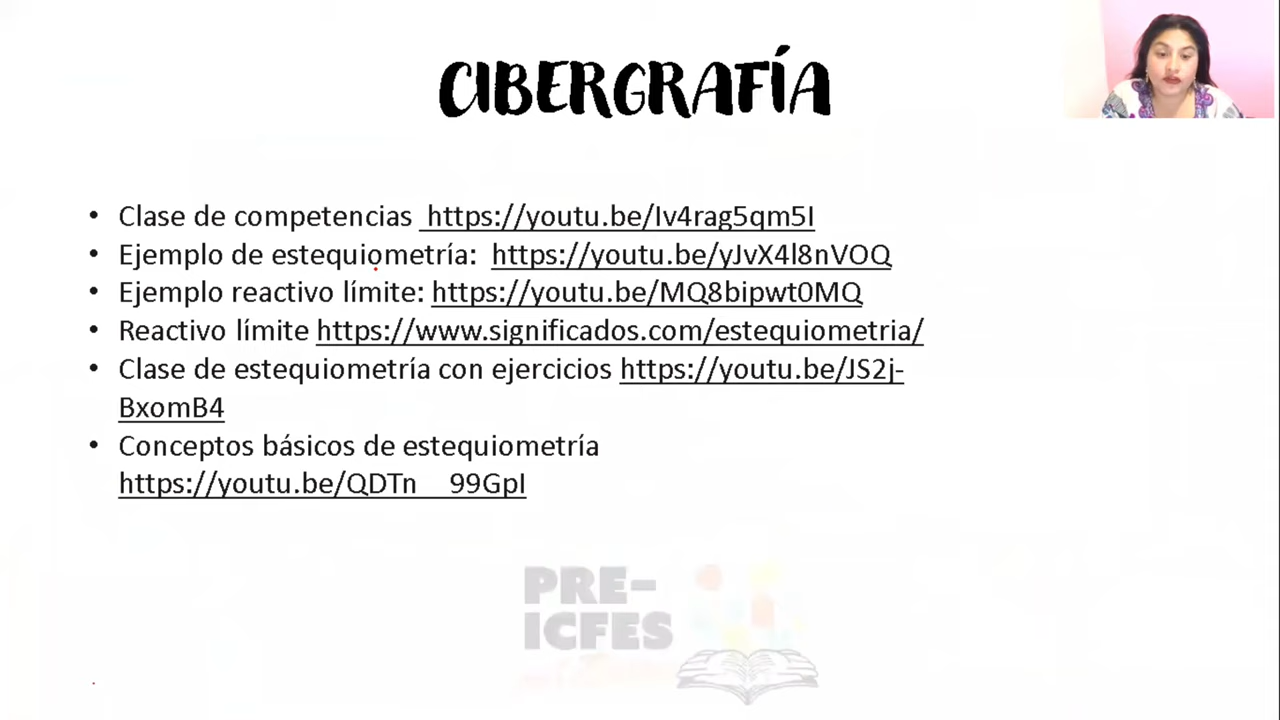 CIBERGRAFÍA
• Clase de competencias https://youtu.be/Iv4rag5qm5I
• Ejemplo de estequiometría: https://youtu.be/yJvX4l8nVOQ
• Ejemplo reactivo límite: https://youtu.be/MQ8bipwt0MQ
• Reactivo límite https://www.significados.com/estequiometria/
• Clase de estequiometría con ejercicios https://youtu.be/JS2j-
BxomB4
• Conceptos básicos de estequiometría
https://youtu.be/QDTn__99GpI
PRE-
ICFES